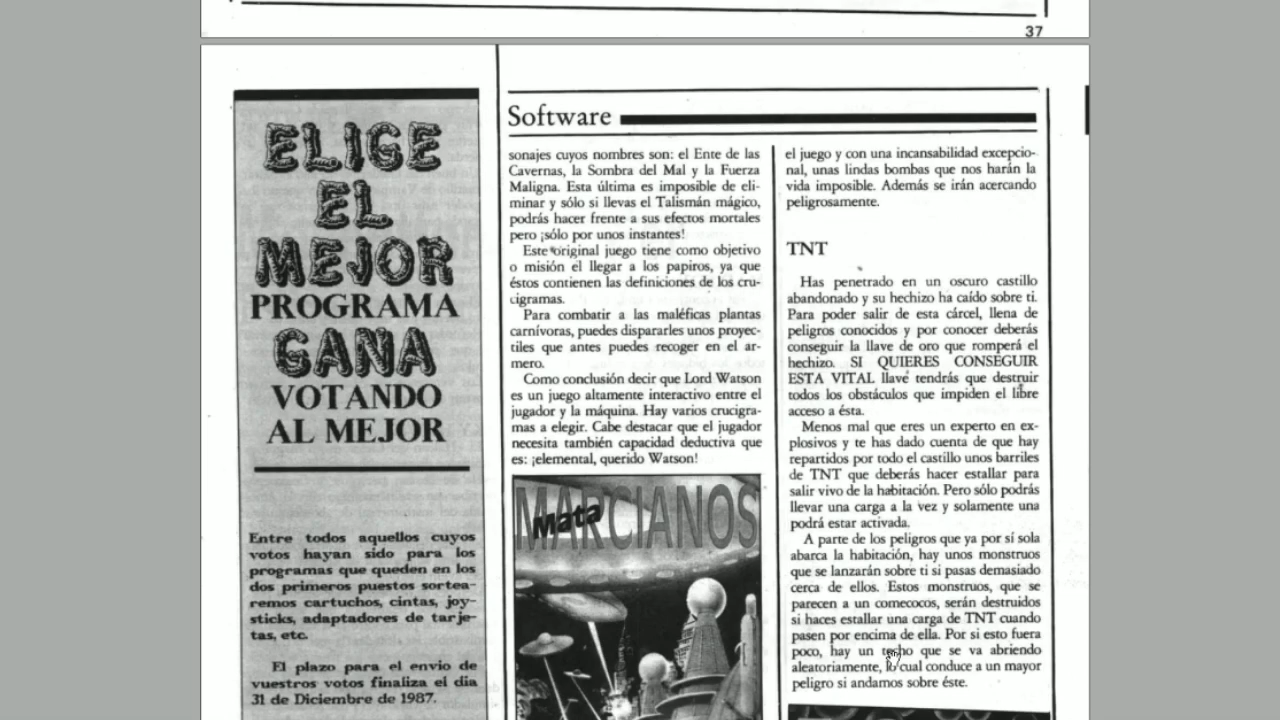 37
ELIGE
EL
MEJOR
PROGRAMA
GANA
VOTANDO
AL MEJOR
Entre todos aquellos cuyos
votos hayan sido para los
programas que queden en los
dos primeros puestos sortea-
remos cartuchos, cintas, joy-
sticks, adaptadores de tarje-
tas, etc.
El plazo para el envio de
vuestros votos finaliza el dia
31 de Diciembre de 1987.
Software
sonajes cuyos nombres son: el Ente de las
Cavernas, la Sombra del Mal y la Fuerza
Maligna. Esta última es imposible de eli-
minar y sólo si llevas el Talismán mágico,
podrás hacer frente a sus efectos mortales
pero ¡sólo por unos instantes!
Este original juego tiene como objetivo
o misión el llegar a los papiros, ya que
éstos contienen las definiciones de los cru-
cigramas.
Para combatir a las maléficas plantas
carnívoras, puedes dispararles unos proyec-
tiles que antes puedes recoger en el ar-
mero.
Como conclusión decir que Lord Watson
es un juego altamente interactivo entre el
jugador y la máquina. Hay varios crucigra-
mas a elegir. Cabe destacar que el jugador
necesita también capacidad deductiva que
es: ¡elemental, querido Watson!
MARCIANOS
Mata
el juego y con una incansabilidad excepcio-
nal, unas lindas bombas que nos harán la
vida imposible. Además se irán acercando
peligrosamente.
TNT
Has penetrado en un oscuro castillo
abandonado y su hechizo ha caído sobre ti.
Para poder salir de esta cárcel, llena de
peligros conocidos y por conocer deberás
conseguir la llave de oro que romperá el
hechizo. SI QUIERES CONSEGUIR
ESTA VITAL llave tendrás que destruir
todos los obstáculos que impiden el libre
acceso a ésta.
Menos mal que eres un experto en ex-
plosivos y te has dado cuenta de que hay
repartidos por todo el castillo unos barriles
de TNT que deberás hacer estallar para
salir vivo de la habitación. Pero sólo podrás
llevar una carga a la vez y solamente una
podrá estar activada.
A parte de los peligros que ya por sí sola
abarca la habitación, hay unos monstruos
que se lanzarán sobre ti si pasas demasiado
cerca de ellos. Estos monstruos, que se
parecen a un comecocos, serán destruidos
si haces estallar una carga de TNT cuando
pasen por encima de ella. Por si esto fuera
poco, hay un techo que se va abriendo
aleatoriamente, lo cual conduce a un mayor
peligro si andamos sobre éste.